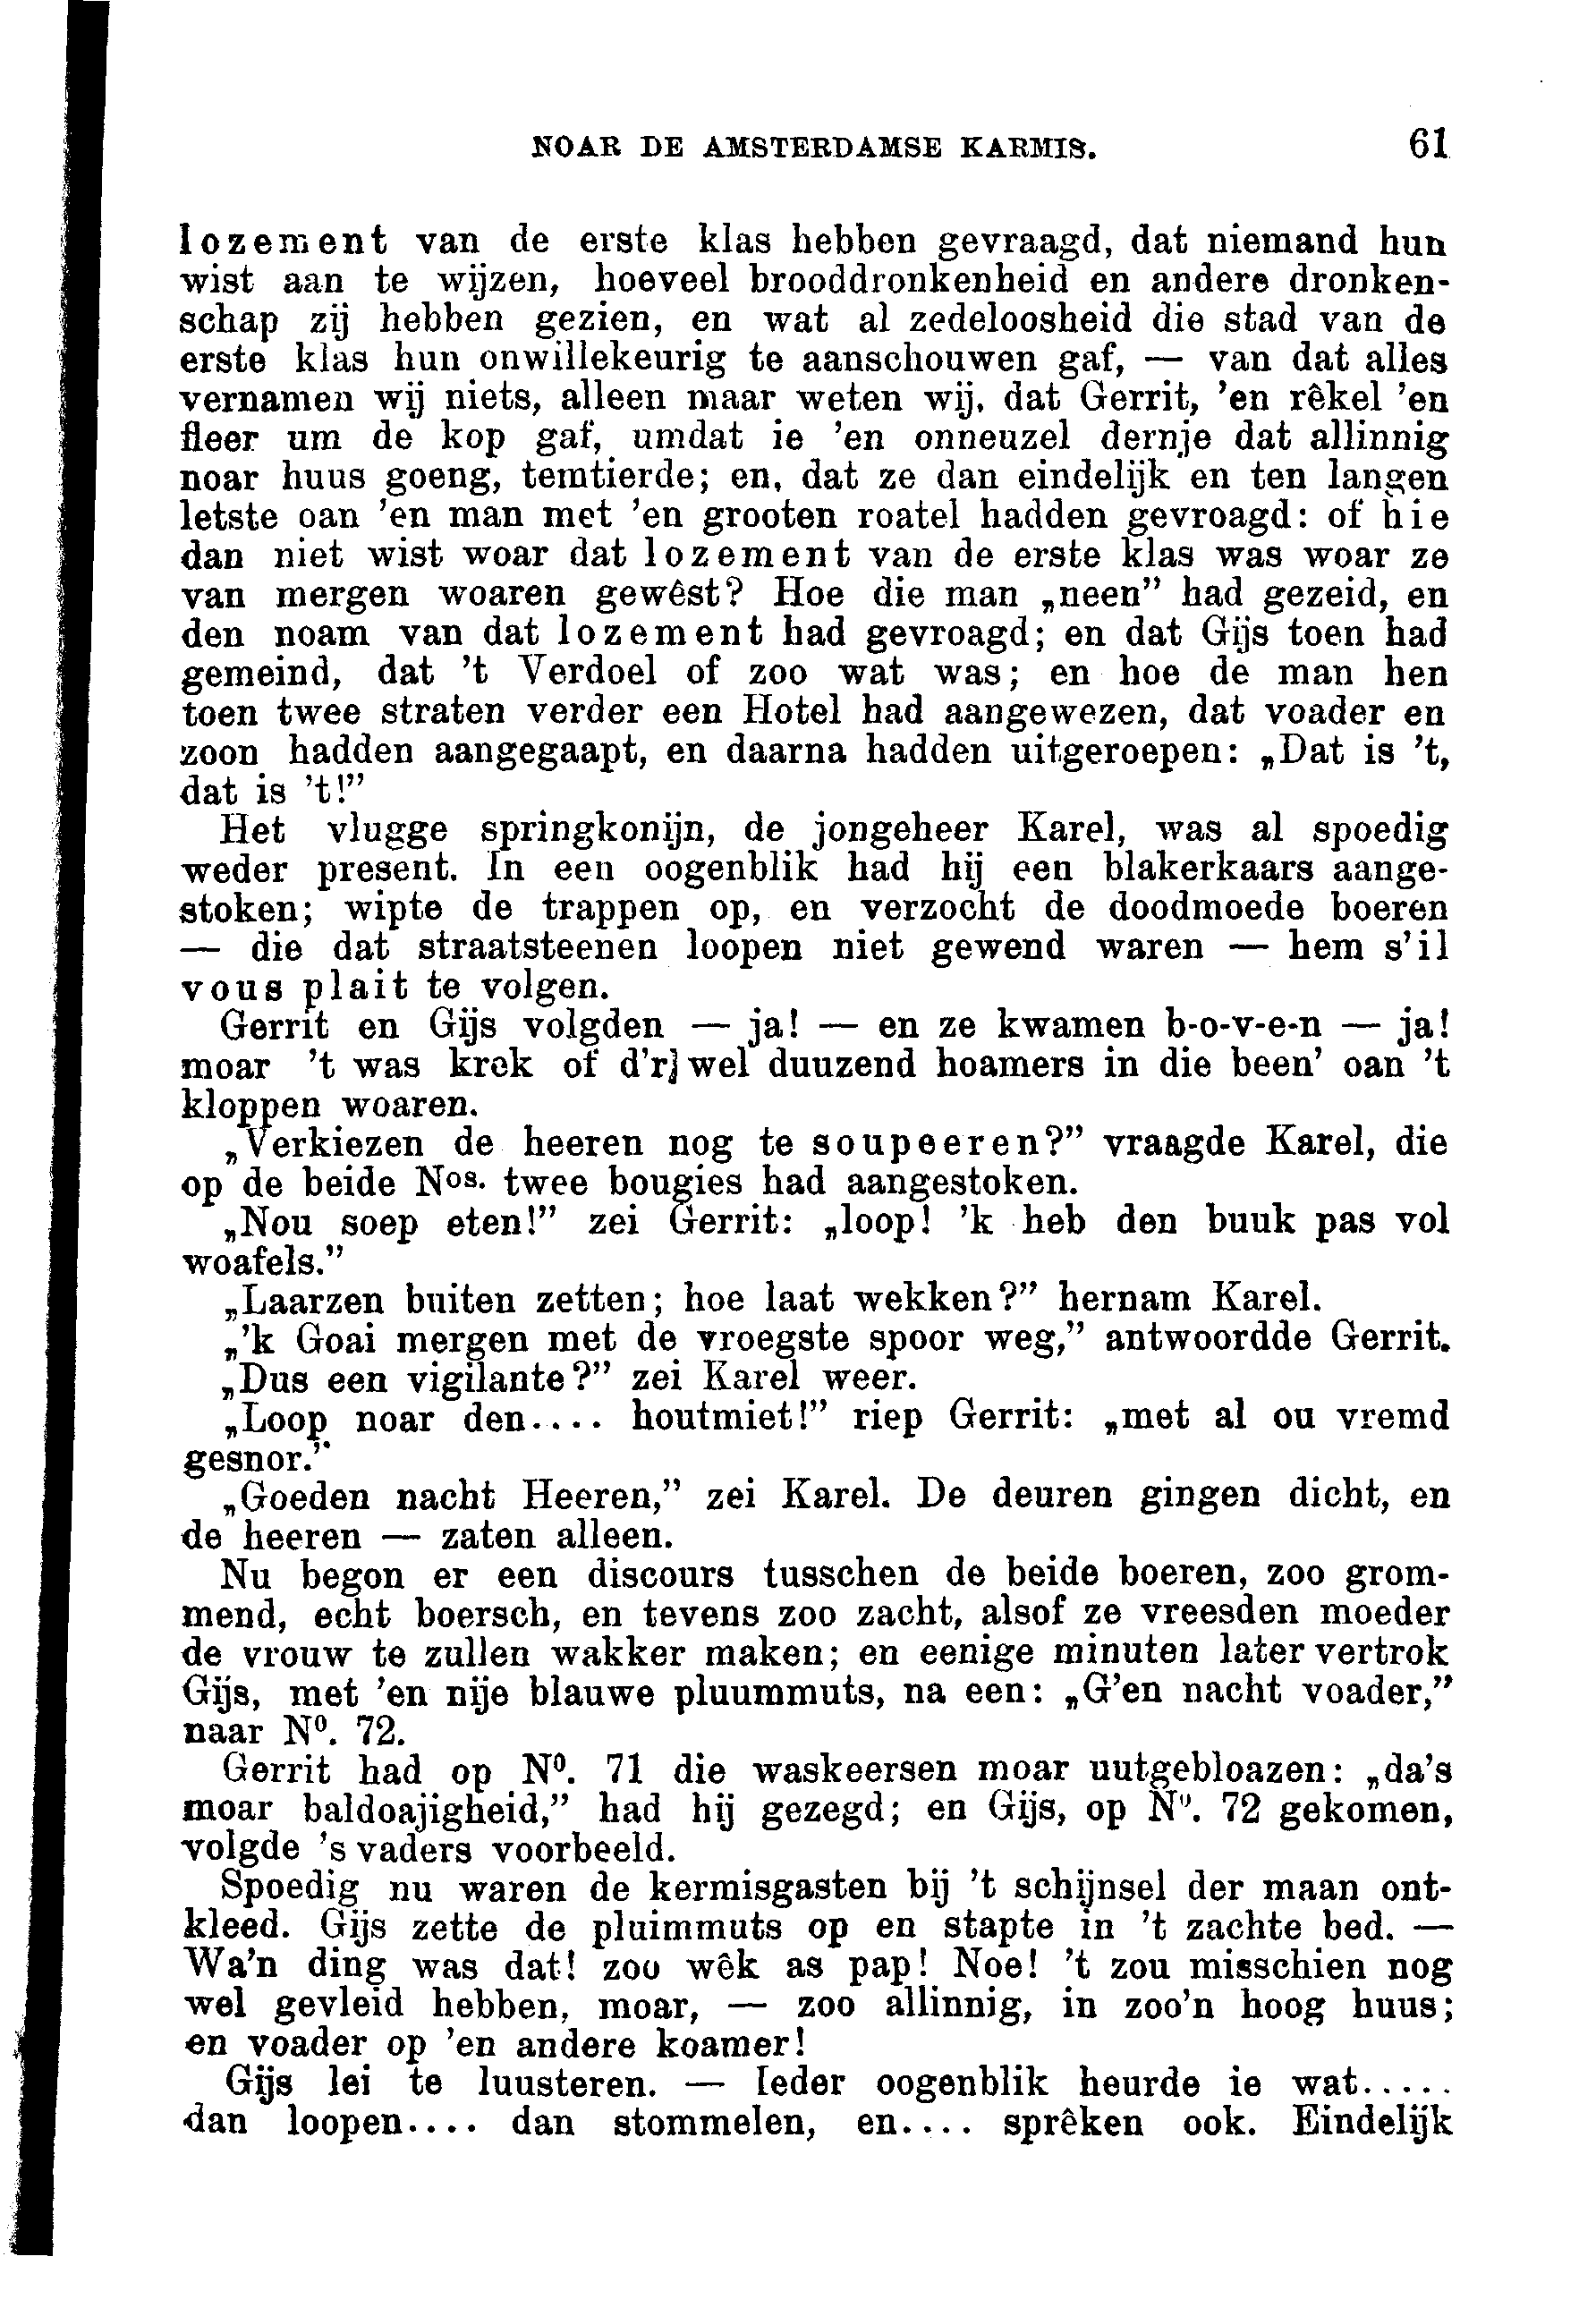 NOAR DE AMSTERDAMSE KARMIS. 61
lozement van de erste klas hebben gevraagd, dat niemand hun
wist aan te wijzen, hoeveel brooddronkenheid en andere dronken-
schap zij hebben gezien, en wat al zedeloosheid die stad van de
erste klas hun onwillekeurig te aanschouwen gaf, — van dat alles
vernamen wij niets, alleen maar weten wij, dat Gerrit, 'en rêkel 'en
fleer um de kop gaf, umdat ie 'en onneuzel dernje dat allinnig
noar huus goeng, temtierde; en, dat ze dan eindelijk en ten langen
letste oan 'en man met 'en grooten roatel hadden gevroagd: of hie
dan niet wist woar dat lozement van de erste klas was woar ze
van mergen woaren gewêst? Hoe die man „neen” had gezeid, en
den noam van dat lozement had gevroagd; en dat Gijs toen had
gemeind, dat 't Verdoel of zoo wat was; en hoe de man hen
toen twee straten verder een Hotel had aangewezen, dat voader en
zoon hadden aangegaapt, en daarna hadden uitgeroepen: „Dat is 't,
dat is 't!”
Het vlugge springkonijn, de jongeheer Karel, was al spoedig
weder present. In een oogenblik had hij een blakerkaars aange-
stoken; wipte de trappen op, en verzocht de doodmoede boeren
— die dat straatsteenen loopen niet gewend waren — hem s'il
vous plait te volgen.
Gerrit en Gijs volgden — ja! — en ze kwamen b-o-v-e-n — ja!
moar 't was krek of d'r wel duuzend hoamers in die been' oan 't
kloppen woaren.
„Verkiezen de heeren nog te soupeeren?” vraagde Karel, die
op de beide Nos. twee bougies had aangestoken.
„Nou soep eten!” zei Gerrit: „loop! 'k heb den buuk pas vol
woafels.”
„Laarzen buiten zetten; hoe laat wekken?” hernam Karel.
„'k Goai mergen met de vroegste spoor weg,” antwoordde Gerrit.
„Dus een vigilante?” zei Karel weer.
„Loop noar den.... houtmiet!” riep Gerrit: „met al ou vremd
gesnor.”
„Goeden nacht Heeren,” zei Karel. De deuren gingen dicht, en
de heeren — zaten alleen.
Nu begon er een discours tusschen de beide boeren, zoo grom-
mend, echt boersch, en tevens zoo zacht, alsof ze vreesden moeder
de vrouw te zullen wakker maken; en eenige minuten later vertrok
Gijs, met 'en nije blauwe pluummuts, na een: „G'en nacht voader,”
naar Nº. 72.
Gerrit had op Nº. 71 die waskeersen moar uutgebloazen: „da's
moar baldoajigheid,” had hij gezegd; en Gijs, op Nº. 72 gekomen,
volgde 's vaders voorbeeld.
Spoedig nu waren de kermisgasten bij 't schijnsel der maan ont-
kleed. Gijs zette de pluimmuts op en stapte in 't zachte bed. —
Wa'n ding was dat! zoo wêk as pap! Noe! 't zou misschien nog
wel gevleid hebben, moar, — zoo allinnig, in zoo'n hoog huus;
en voader op 'en andere koamer!
Gijs lei te luusteren. — Ieder oogenblik heurde ie wat.....
dan loopen.... dan stommelen, en.... sprêken ook. Eindelijk